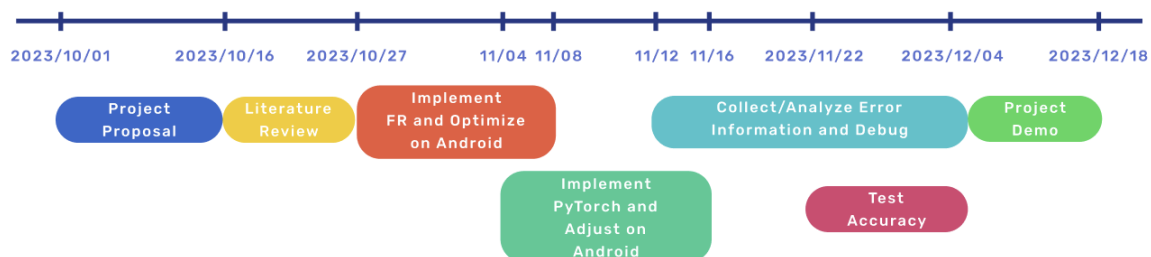 2023/10/01 2023/10/16 2023/10/27 11/04 11/08 11/12 11/16 2023/11/22 2023/12/04 2023/12/18
Project
Proposal
Literature
Review
Implement
FR and Optimize
on Android
Collect/Analyze Error
Information and Debug
Project
Demo
Implement
PyTorch and
Adjust on
Android
Test
Accuracy